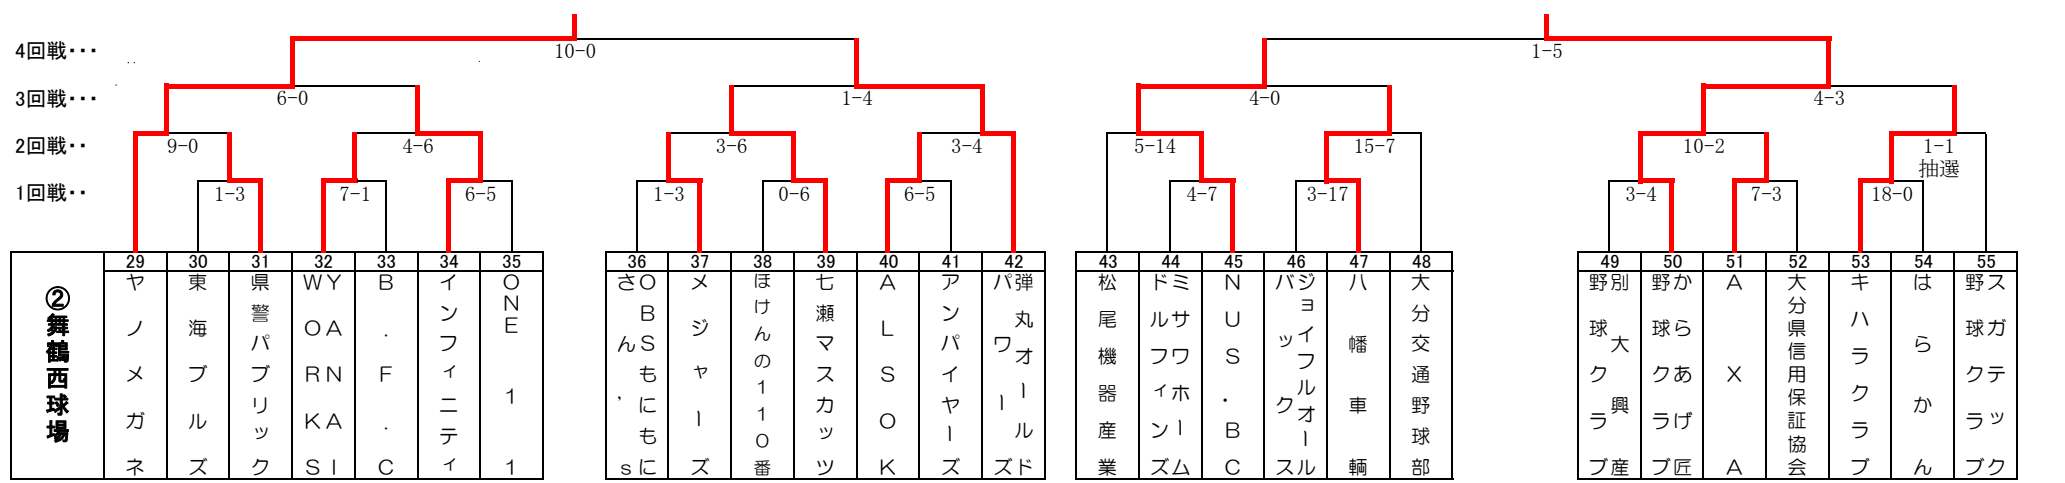 4回戦・・・ 10-0 1-5
3回戦・・・ 6-0 1-4 4-0 4-3
2回戦・・ 9-0 4-6 3-6 3-4 5-14 15-7 10-2 1-1
抽選
1回戦・・ 1-3 7-1 6-5 1-3 0-6 6-5 4-7 3-17 3-4 7-3 18-0
②舞鶴西球場
29 ヤノメガネ
30 東海ブルズ
31 県警パブリック
32 YANAI
WORKS
33 B.F.C
34 インフィニティ
35 ONE11
36 OBSもにもに
さん's
37 メジャーズ
38 ほけんの110番
39 七瀬マスカッツ
40 ALSOK
41 アンパイヤーズ
42 弾丸オールド
パワーズ
43 松尾機器産業
44 ミサワホーム
ドルフィンズ
45 NUS・BC
46 ジョイフルオール
バックス
47 八幡車輌
48 大分交通野球部
49 別大興産
野球クラブ
50 からあげ匠
野球クラブ
51 AXA
52 大分県信用保証協会
53 キハラクラブ
54 はらかん
55 スガテック
野球クラブ